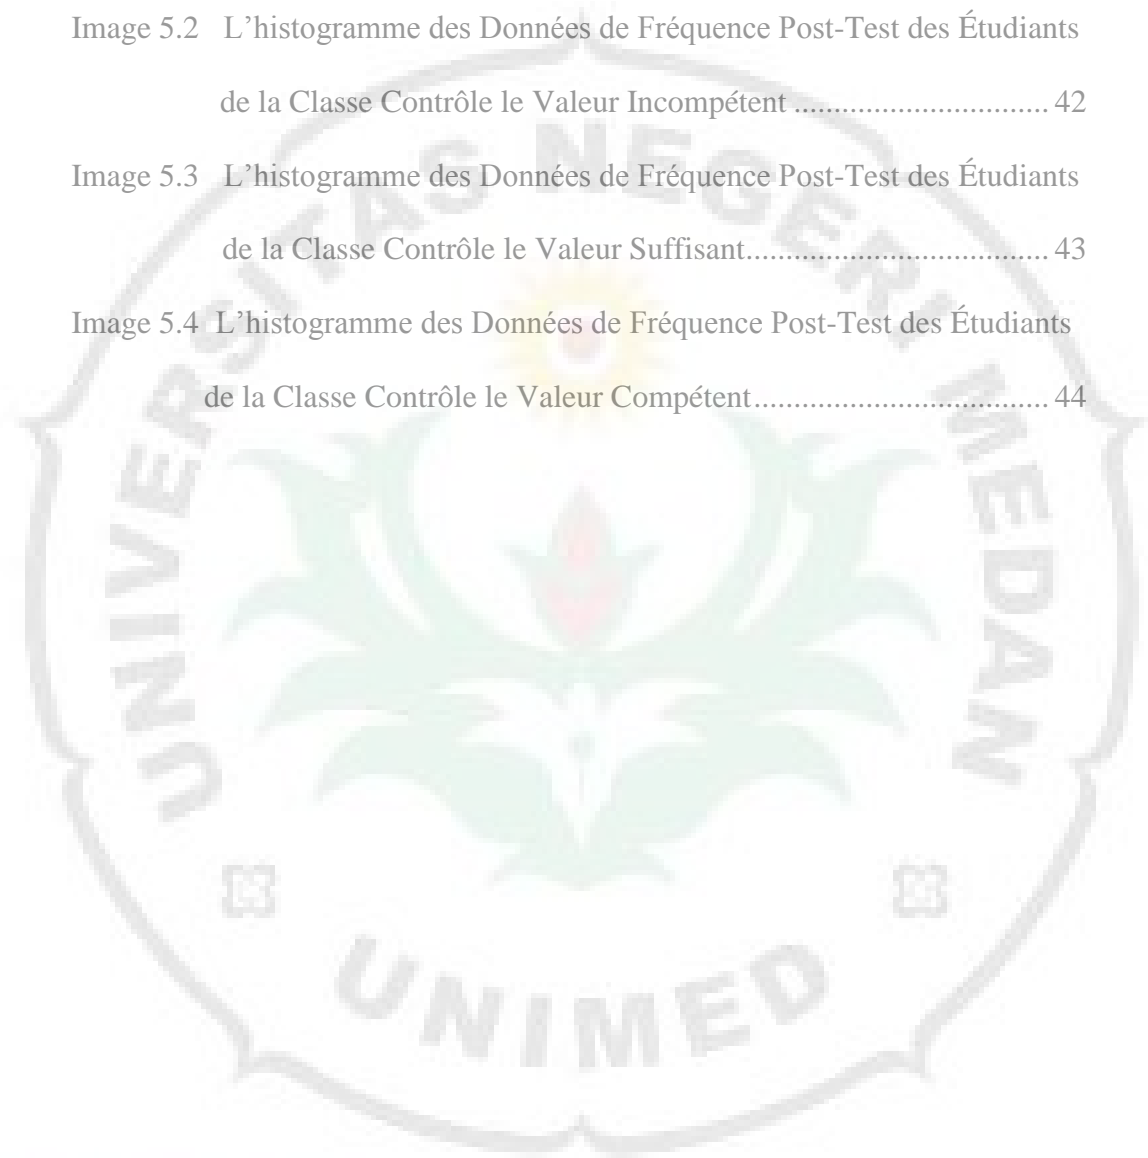 Image 5.2 L’histogramme des Données de Fréquence Post-Test des Étudiants
de la Classe Contrôle le Valeur Incompétent .............................. 42
Image 5.3 L’histogramme des Données de Fréquence Post-Test des Étudiants
de la Classe Contrôle le Valeur Suffisant................................... 43
Image 5.4 L’histogramme des Données de Fréquence Post-Test des Étudiants
de la Classe Contrôle le Valeur Compétent.................................. 44
UNIVERSITAS NEGERI MEDAN
UNIMED